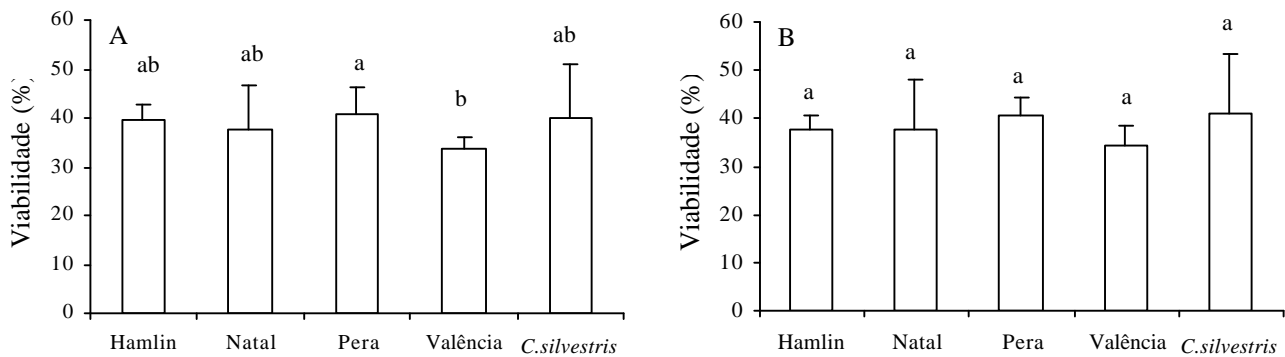 A
Viabilidade (%)
60
50
40
30
20
10
0
ab
ab
a
b
ab
Hamlin
Natal
Pera
Valência
C.silvestris
B
Viabilidade (%)
60
50
40
30
20
10
0
a
a
a
a
a
Hamlin
Natal
Pera
Valência
C.silvestris